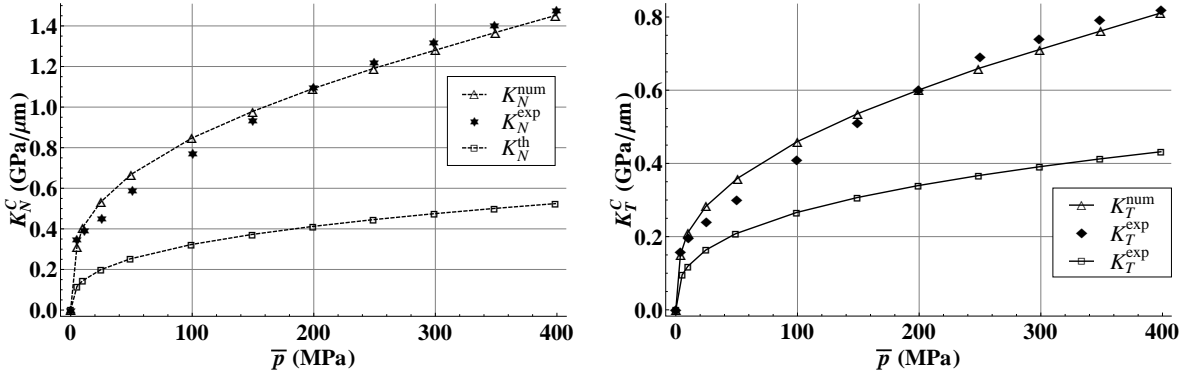 K_N^C (GPa/μm)
1.4
1.2
1.0
0.8
0.6
0.4
0.2
0.0
K_N^num
K_N^exp
K_N^th
0 100 200 300 400
p̅ (MPa)
K_T^C (GPa/μm)
0.8
0.6
0.4
0.2
0.0
K_T^num
K_T^exp
K_T^exp
0 100 200 300 400
p̅ (MPa)